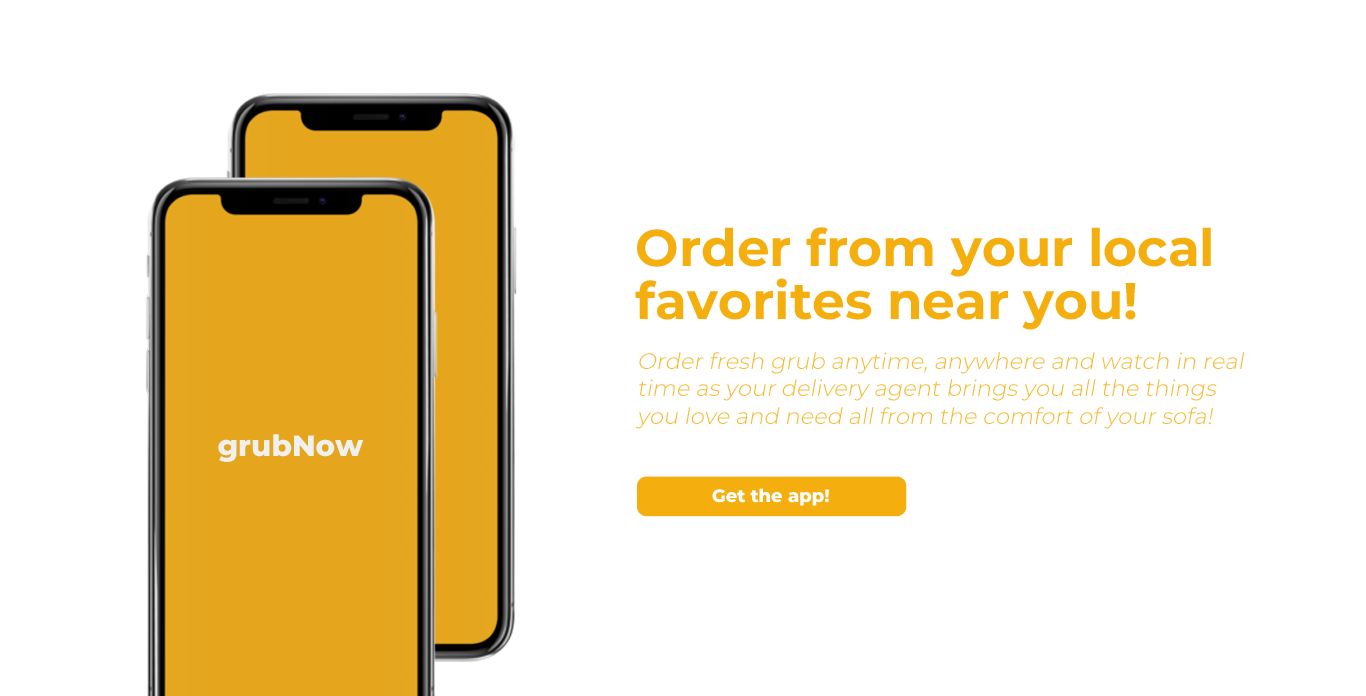 grubNow
Order from your local
favorites near you!
Order fresh grub anytime, anywhere and watch in real
time as your delivery agent brings you all the things
you love and need all from the comfort of your sofa!
Get the app!